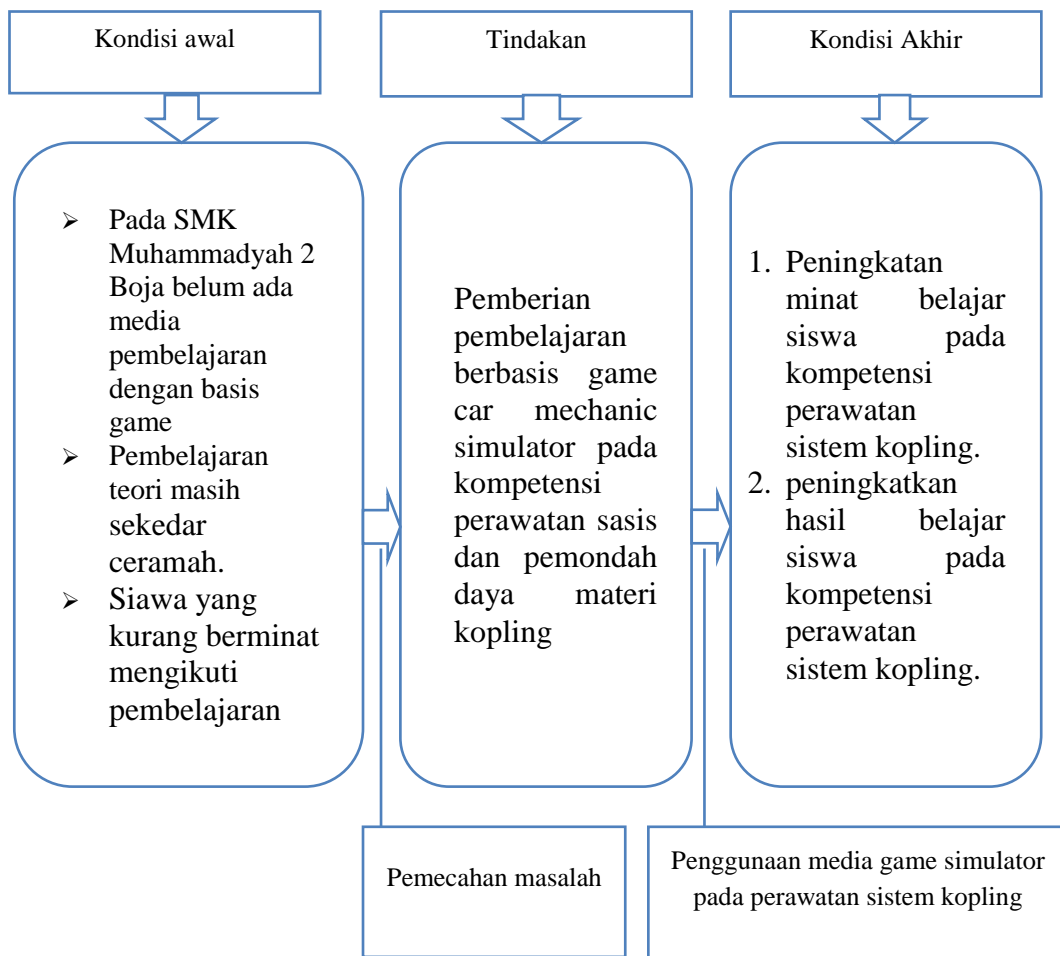 Kondisi awal
Tindakan
Kondisi Akhir
➢ Pada SMK
Muhammadyah 2
Boja belum ada
media
pembelajaran
dengan basis
game
➢ Pembelajaran
teori masih
sekedar
ceramah.
➢ Siawa yang
kurang berminat
mengikuti
pembelajaran
Pemberian
pembelajaran
berbasis game
car mechanic
simulator pada
kompetensi
perawatan sasis
dan pemondah
daya materi
kopling
1. Peningkatan
minat belajar
siswa pada
kompetensi
perawatan
sistem kopling.
2. peningkatkan
hasil belajar
siswa pada
kompetensi
perawatan
sistem kopling.
Pemecahan masalah
Penggunaan media game simulator
pada perawatan sistem kopling